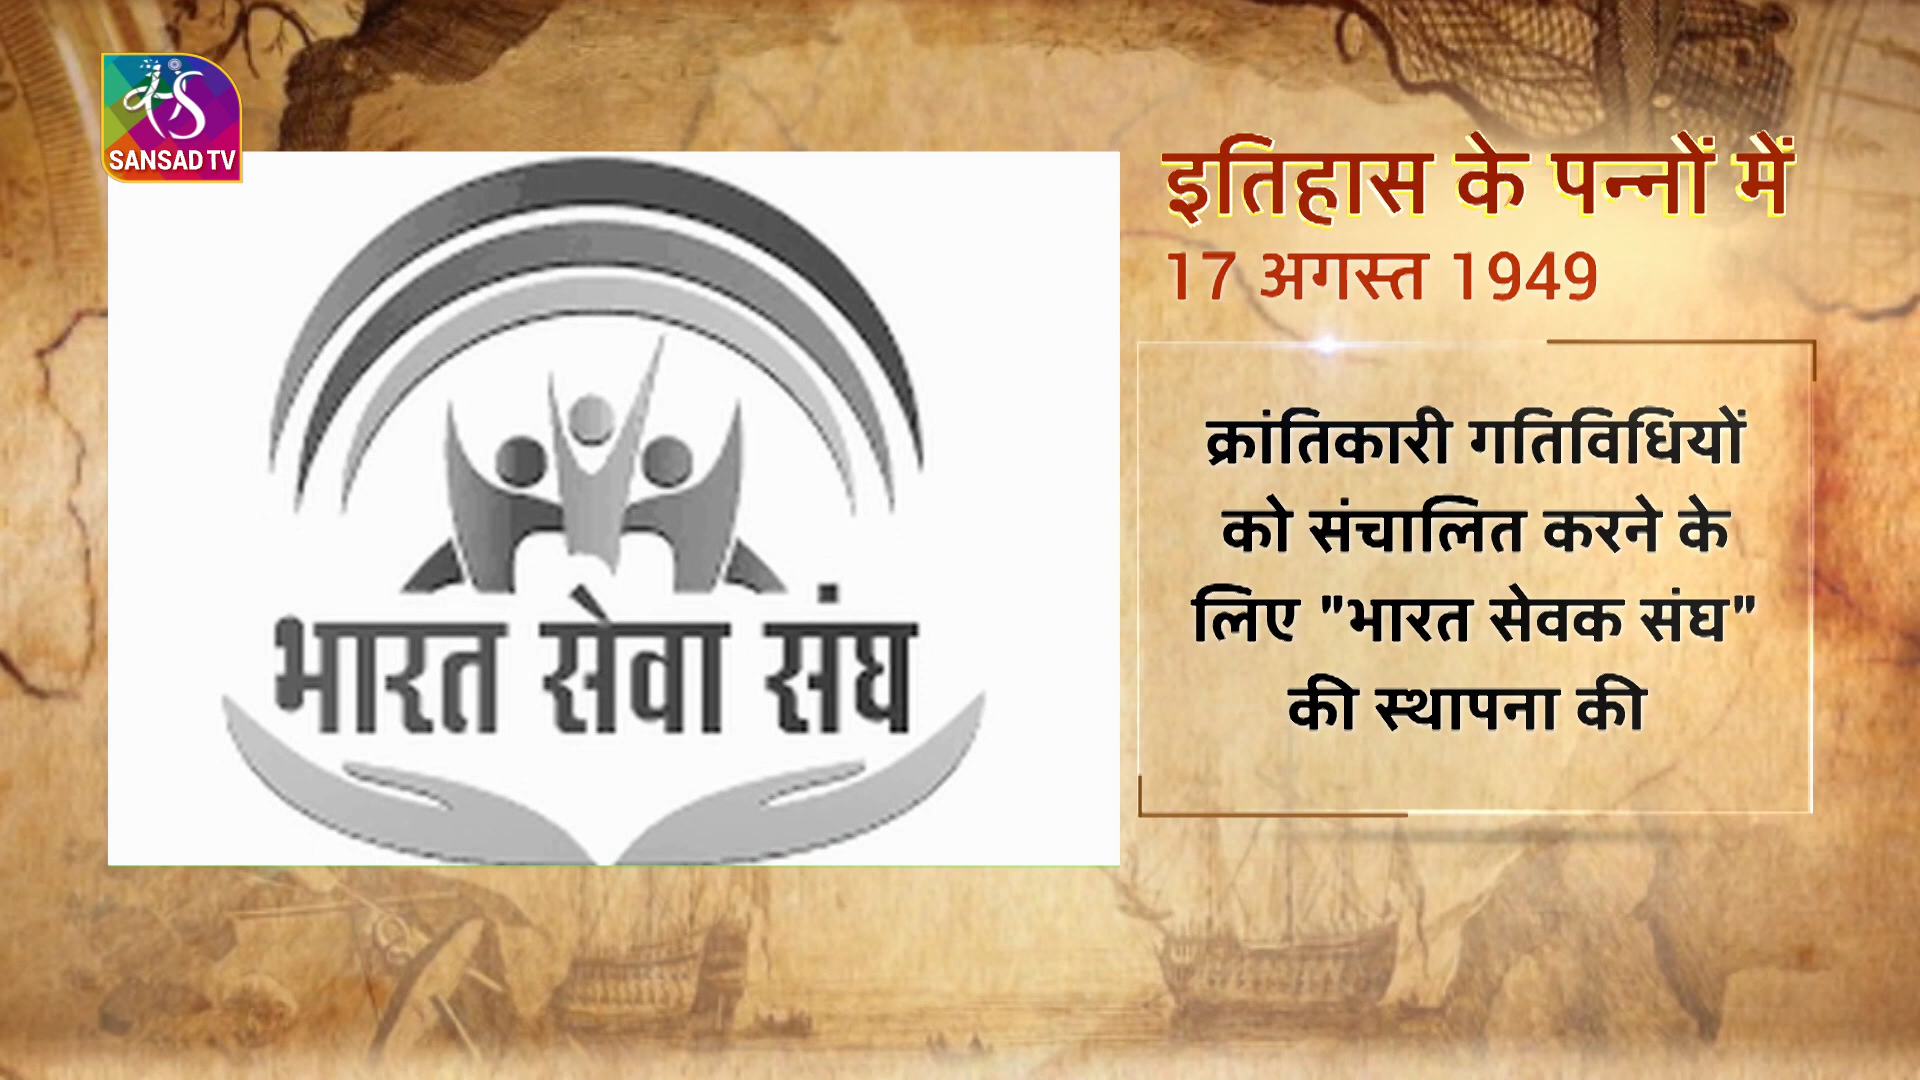 SANSAD TV
भारत सेवा संघ
इतिहास के पन्नों में
17 अगस्त 1949
क्रांतिकारी गतिविधियों
को संचालित करने के
लिए "भारत सेवक संघ"
की स्थापना की